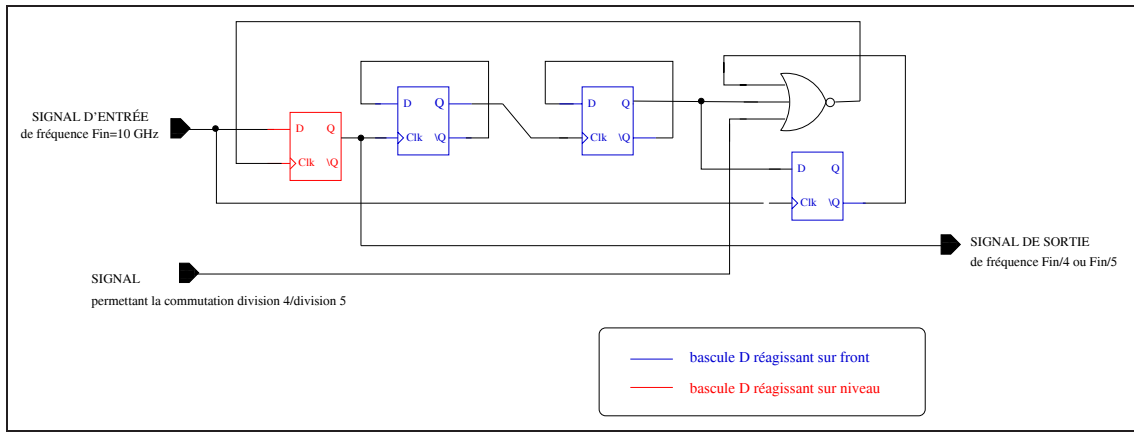 SIGNAL D'ENTRÉE
de fréquence Fin=10 GHz
D Q
Clk \Q
D Q
Clk \Q
D Q
Clk \Q
D Q
Clk \Q
SIGNAL DE SORTIE
de fréquence Fin/4 ou Fin/5
SIGNAL
permettant la commutation division 4/division 5
bascule D réagissant sur front
bascule D réagissant sur niveau